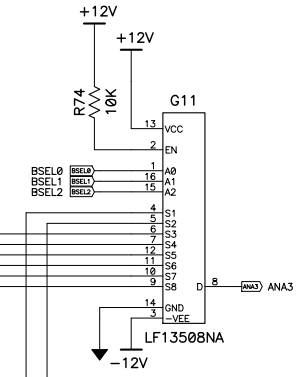 +12V
+12V
R74
10K
G11
13 VCC
2 EN
BSEL0 BSEL0 1 A0
BSEL1 BSEL1 16 A1
BSEL2 BSEL2 15 A2
4 S1
5 S2
6 S3
7 S4
12 S5
11 S6
10 S7
9 S8
D 8 ANA3 ANA3
14 GND
3 -VEE
LF13508NA
-12V